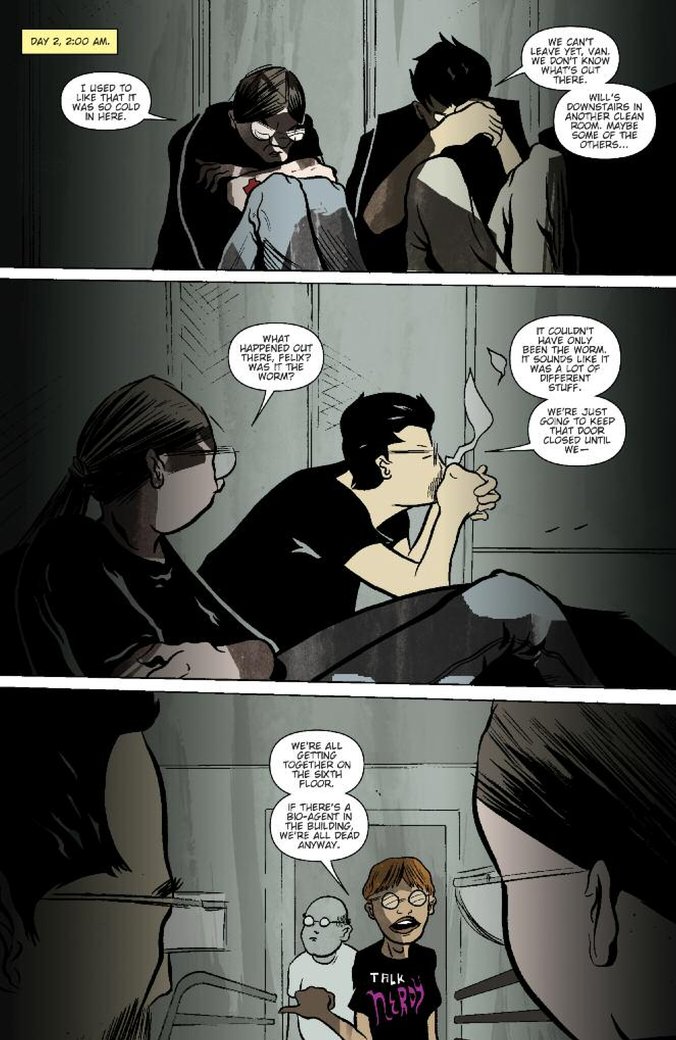 DAY 2, 2:00 AM.
I USED TO
LIKE THAT IT
WAS SO COLD
IN HERE.
WE CAN'T
LEAVE YET, VAN.
WE DON'T KNOW
WHAT'S OUT
THERE.
WILL'S
DOWNSTAIRS IN
ANOTHER CLEAN
ROOM. MAYBE
SOME OF THE
OTHERS...
WHAT
HAPPENED OUT
THERE, FELIX?
WAS IT THE
WORM?
IT COULDN'T
HAVE ONLY
BEEN THE WORM.
IT SOUNDS LIKE IT
WAS A LOT OF
DIFFERENT
STUFF.
WE'RE JUST
GOING TO KEEP
THAT DOOR
CLOSED UNTIL
WE—
WE'RE ALL
GETTING
TOGETHER ON
THE SIXTH
FLOOR.
IF THERE'S A
BIO-AGENT IN
THE BUILDING,
WE'RE ALL DEAD
ANYWAY.
TALK
NERDY